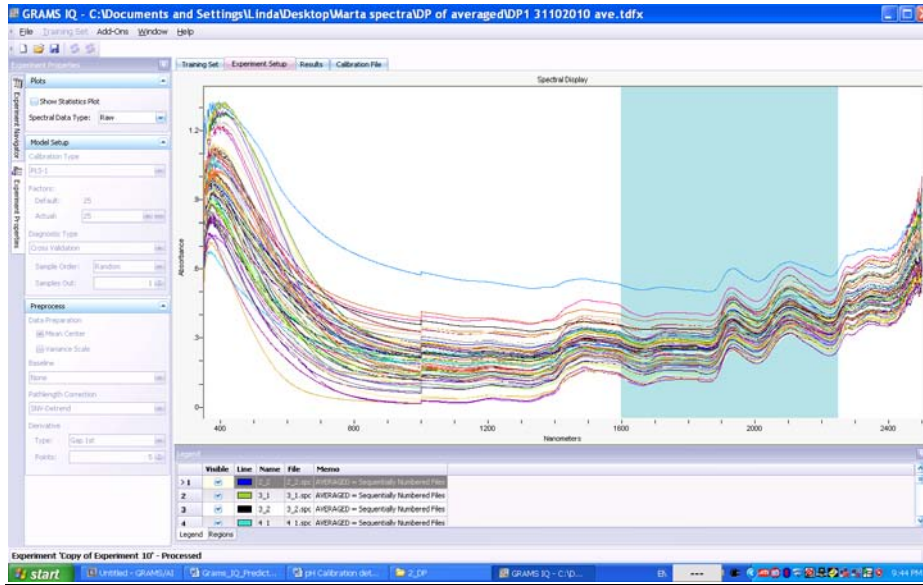 GRAMS IQ - C:\Documents and Settings\Linda\Desktop\Marta spectra\DP of averaged\DP1 31102010 ave.tdfx
File Training Set Add-Ons Window Help
Experiment Properties
Training Set Experiment Setup Results Calibration File
Experiment Navigator
Experiment Properties
Plots
Show Statistics Plot
Spectral Data Type: Raw
Model Setup
Calibration Type
PLS-1
Factors:
Default: 25
Actual: 25
Diagnostic Type
Cross Validation
Sample Order: Random
Samples Out: 1
Preprocess
Data Preparation
Mean Center
Variance Scale
Baseline
None
Pathlength Correction
SNV-Detrend
Derivative
Type: Gap 1st
Points: 5
Spectral Display
Absorbance
1.2
.9
.6
.3
0
400 800 1200 1600 2000 2400
Nanometers
Legend
Visible Line Name File Memo
>1 2_2 2_2.spc AVERAGED = Sequentially Numbered Files
2 3_1 3_1.spc AVERAGED = Sequentially Numbered Files
3 3_2 3_2.spc AVERAGED = Sequentially Numbered Files
4 4_1 4_1.spc AVERAGED = Sequentially Numbered Files
Legend Regions
Experiment 'Copy of Experiment 10' - Processed
start Untitled - GRAMS/AI Grams_IQ_Predict... pH Calibration det... 2_DP GRAMS IQ - C:\D... EN 9:44 PM